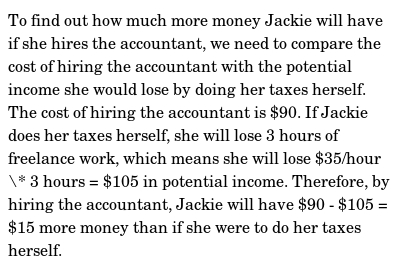 To find out how much more money Jackie will have
if she hires the accountant, we need to compare the
cost of hiring the accountant with the potential
income she would lose by doing her taxes herself.
The cost of hiring the accountant is $90. If Jackie
does her taxes herself, she will lose 3 hours of
freelance work, which means she will lose $35/hour
\* 3 hours = $105 in potential income. Therefore, by
hiring the accountant, Jackie will have $90 - $105 =
$15 more money than if she were to do her taxes
herself.